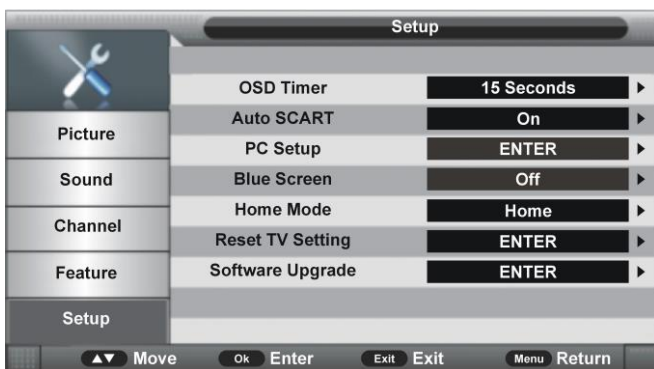 Setup
OSD Timer 15 Seconds
Auto SCART On
PC Setup ENTER
Blue Screen Off
Home Mode Home
Reset TV Setting ENTER
Software Upgrade ENTER
Picture
Sound
Channel
Feature
Setup
Move Ok Enter Exit Exit Menu Return